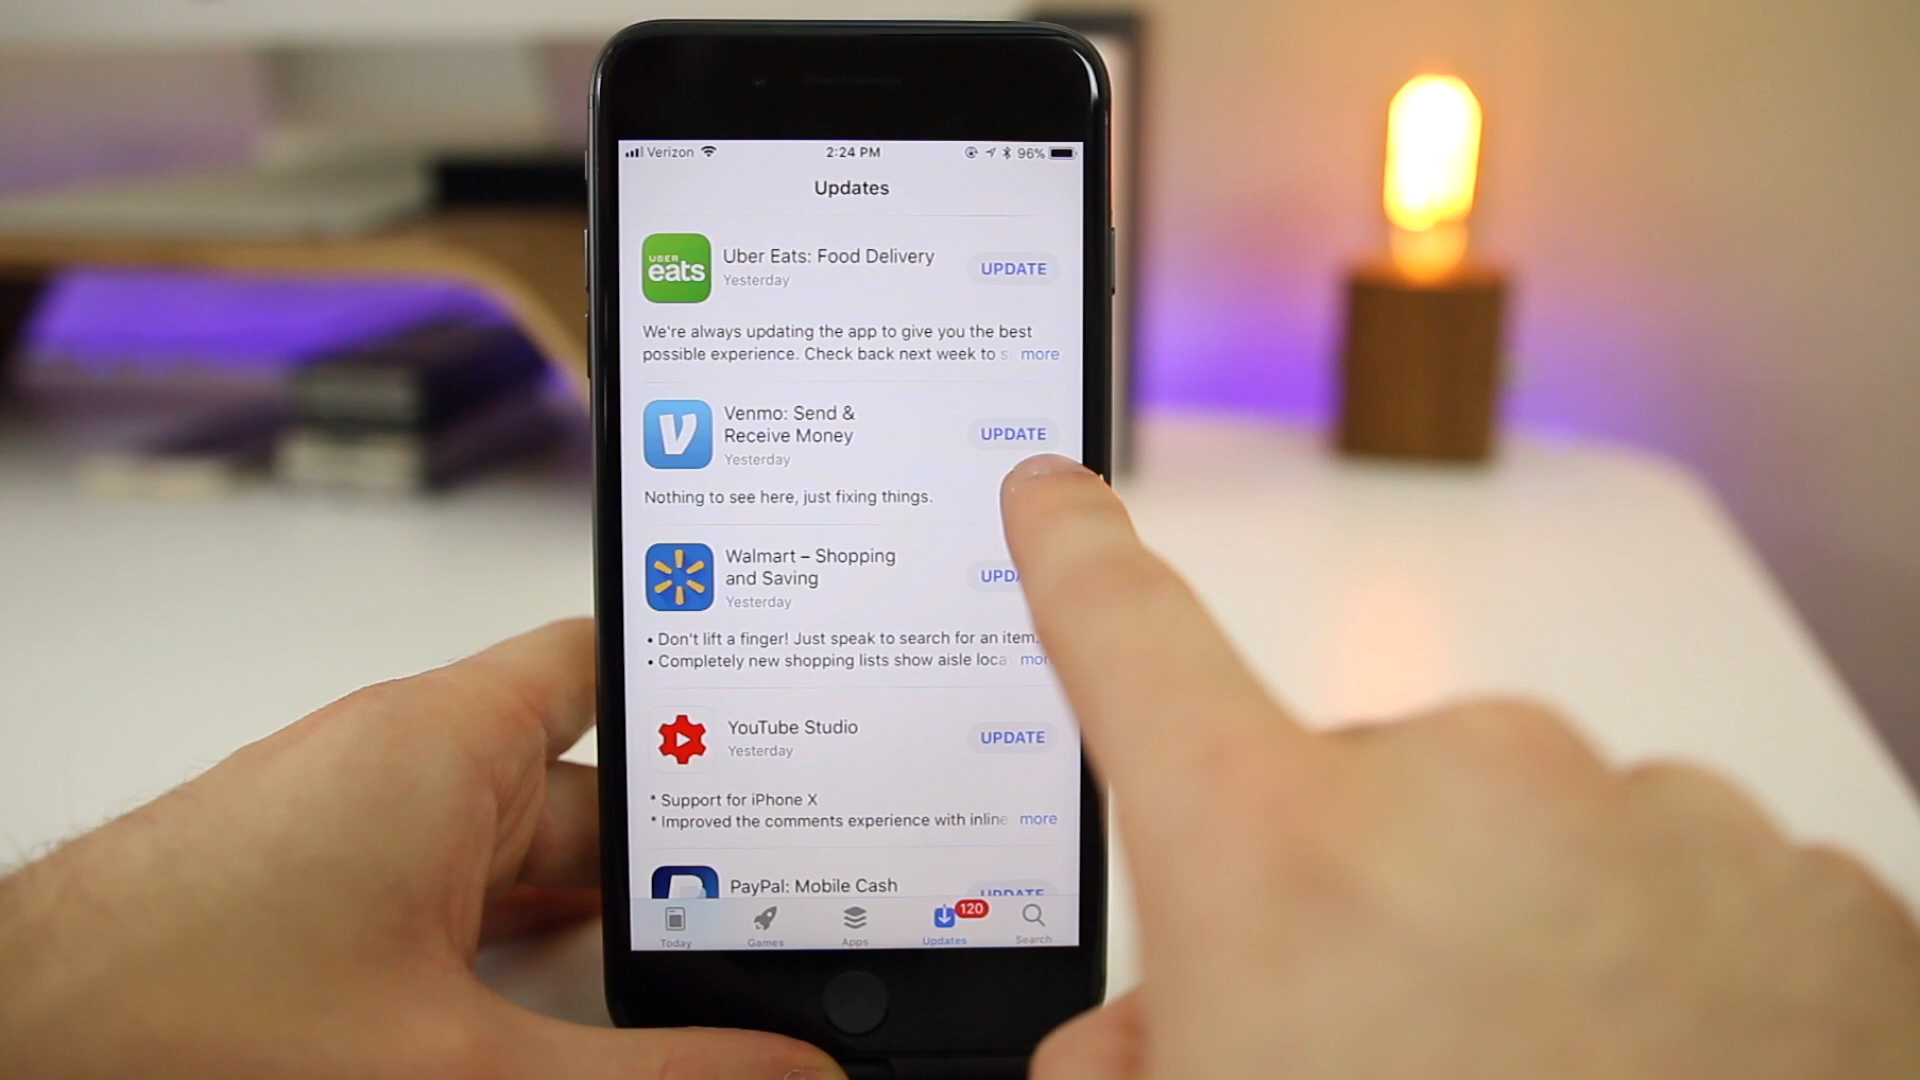 Verizon 2:24 PM 96%
Updates
UBER
eats
Uber Eats: Food Delivery
Yesterday
UPDATE
We're always updating the app to give you the best
possible experience. Check back next week to s more
V
Venmo: Send &
Receive Money
Yesterday
UPDATE
Nothing to see here, just fixing things.
Walmart – Shopping
and Saving
Yesterday
UPDA
• Don't lift a finger! Just speak to search for an item.
• Completely new shopping lists show aisle loca mor
YouTube Studio
Yesterday
UPDATE
* Support for iPhone X
* Improved the comments experience with inline more
PayPal: Mobile Cash
UPDATE
Today
Games
Apps
120
Updates
Search